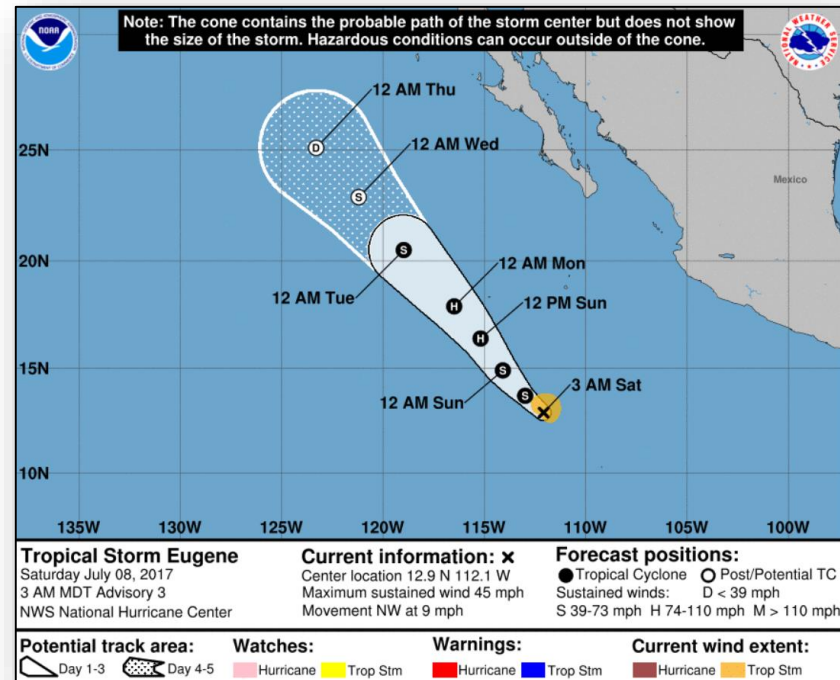 Note: The cone contains the probable path of the storm center but does not show
the size of the storm. Hazardous conditions can occur outside of the cone.
NOAA
12 AM Thu
D
25N
12 AM Wed
S
Mexico
20N
S
12 AM Mon
12 AM Tue
H
12 PM Sun
H
15N
S
3 AM Sat
12 AM Sun
S
10N
135W
130W
125W
120W
115W
110W
105W
100W
Tropical Storm Eugene
Saturday July 08, 2017
3 AM MDT Advisory 3
NWS National Hurricane Center
Current information: x
Center location 12.9 N 112.1 W
Maximum sustained wind 45 mph
Movement NW at 9 mph
Forecast positions:
Tropical Cyclone Post/Potential TC
Sustained winds: D < 39 mph
S 39-73 mph H 74-110 mph M > 110 mph
Potential track area:
Day 1-3 Day 4-5
Watches:
Hurricane Trop Stm
Warnings:
Hurricane Trop Stm
Current wind extent:
Hurricane Trop Stm